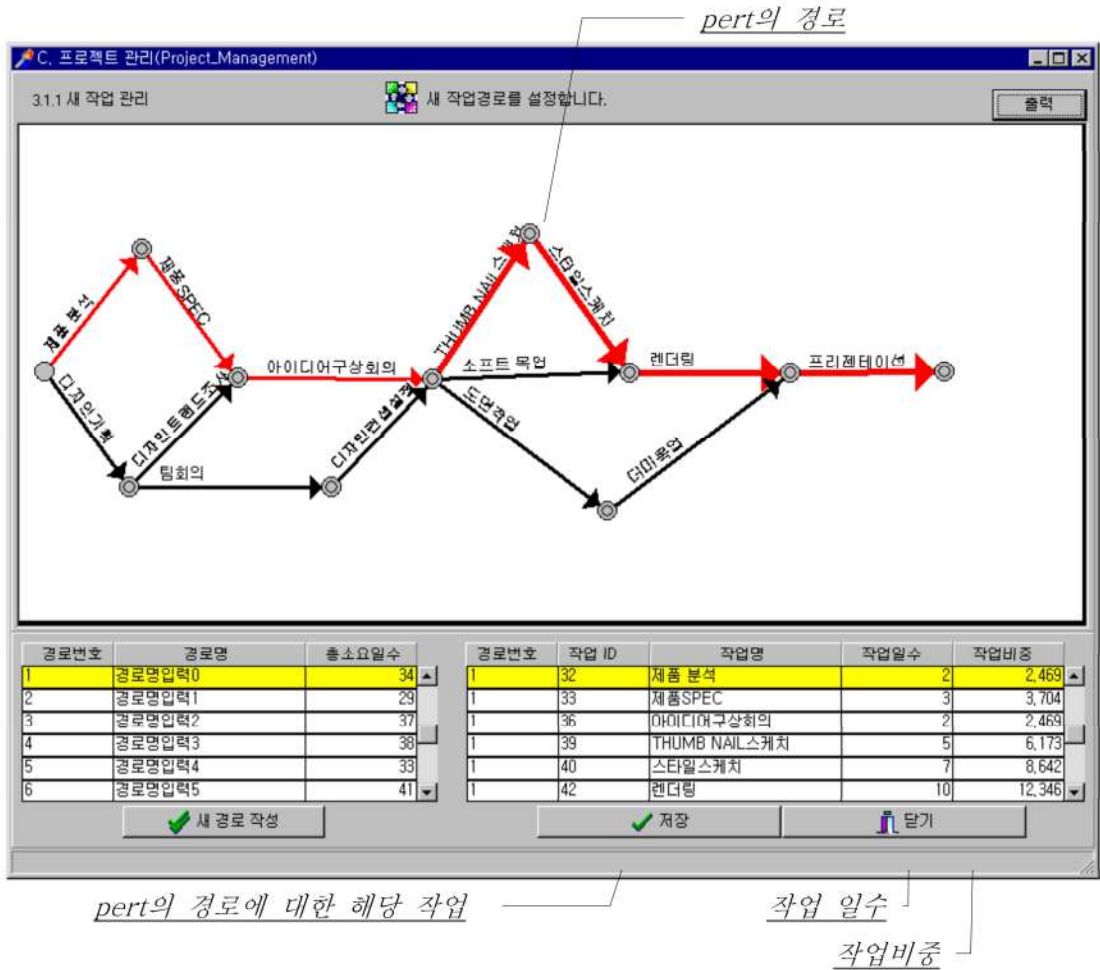 pert의 경로
C. 프로젝트 관리(Project_Management)
3.1.1 새 작업 관리
새 작업경로를 설정합니다.
출력
제품 분석
제품SPEC
디자인기획
디자인트랜드조사
팀회의
아이디어구상회의
디자인컨셉설정
THUMB NAIL스케치
스타일스케치
소프트 목업
도면작업
렌더링
더미목업
프리젠테이션
경로번호 경로명 총소요일수
1 경로명입력0 34
2 경로명입력1 29
3 경로명입력2 37
4 경로명입력3 38
5 경로명입력4 33
6 경로명입력5 41
경로번호 작업 ID 작업명 작업일수 작업비중
1 32 제품 분석 2 2,469
1 33 제품SPEC 3 3,704
1 36 아이디어구상회의 2 2,469
1 39 THUMB NAIL스케치 5 6,173
1 40 스타일스케치 7 8,642
1 42 렌더링 10 12,346
새 경로 작성
저장
닫기
pert의 경로에 대한 해당 작업
작업 일수
작업비중